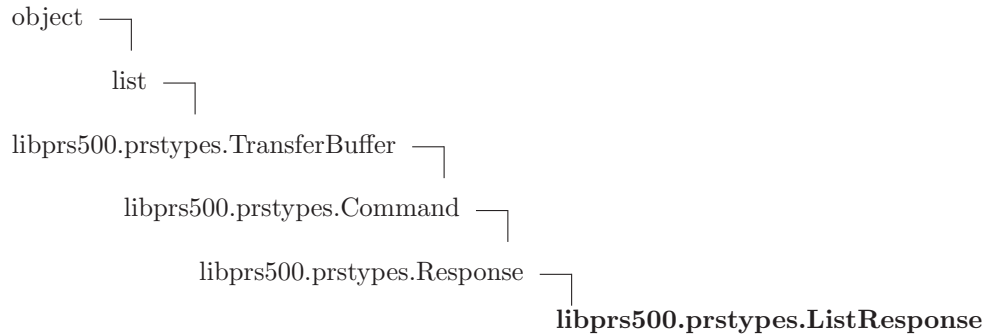 object
list
libprs500.prstypes.TransferBuffer
libprs500.prstypes.Command
libprs500.prstypes.Response
libprs500.prstypes.ListResponse